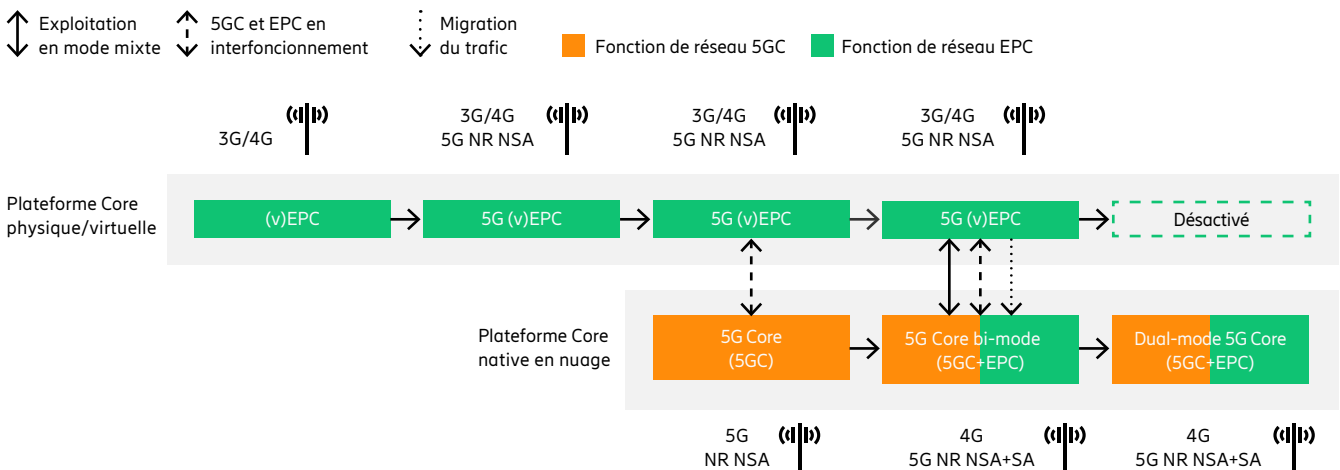 Exploitation
en mode mixte
5GC et EPC en
interfoncionnement
Migration
du trafic
Fonction de réseau 5GC
Fonction de réseau EPC
3G/4G
3G/4G
5G NR NSA
3G/4G
5G NR NSA
3G/4G
5G NR NSA
Plateforme Core
physique/virtuelle
(v)EPC
5G (v)EPC
5G (v)EPC
5G (v)EPC
Désactivé
Plateforme Core
native en nuage
5G Core
(5GC)
5G Core bi-mode
(5GC+EPC)
Dual-mode 5G Core
(5GC+EPC)
5G
NR NSA
4G
5G NR NSA+SA
4G
5G NR NSA+SA